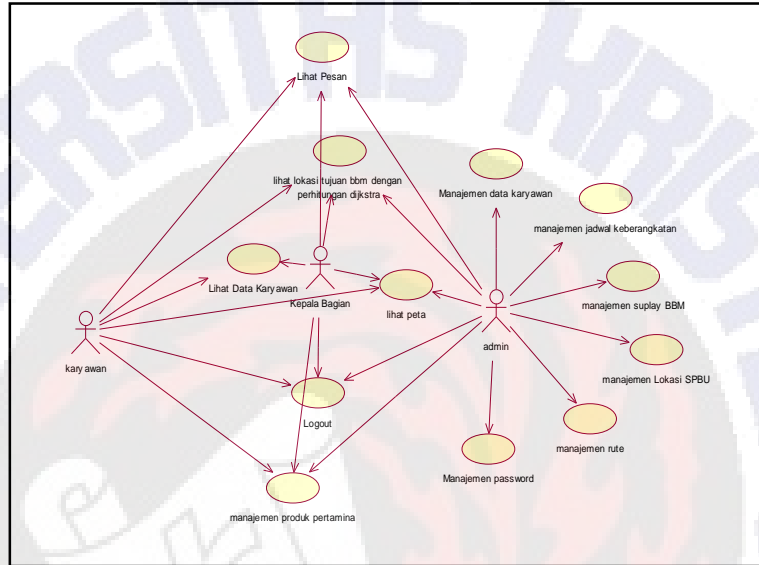 ERSITAS KRIS
Lihat Pesan
lihat lokasi tujuan bbm dengan
perhitungan dijkstra
Manajemen data karyawan
manajemen jadwal keberangkatan
Lihat Data Karyawan
Kepala Bagian
lihat peta
manajemen suplay BBM
karyawan
admin
manajemen Lokasi SPBU
Logout
manajemen rute
Manajemen password
manajemen produk pertamina